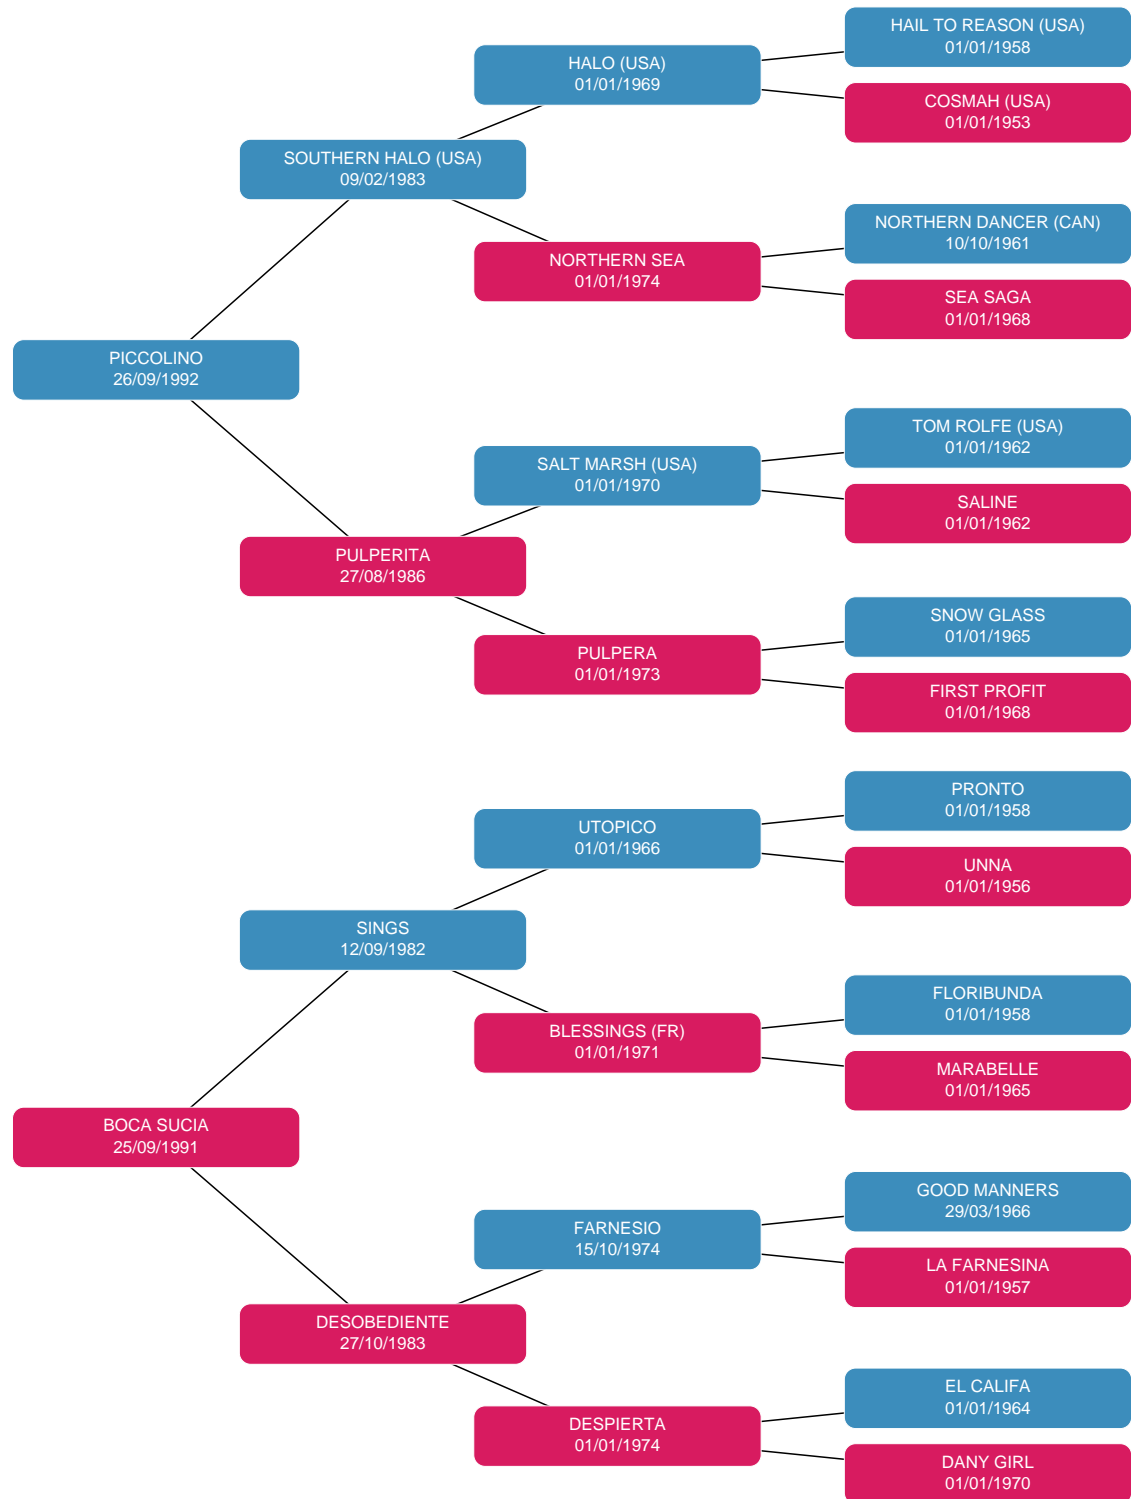 HAIL TO REASON (USA)
01/01/1958
HALO (USA)
01/01/1969
COSMAH (USA)
01/01/1953
SOUTHERN HALO (USA)
09/02/1983
NORTHERN DANCER (CAN)
10/10/1961
NORTHERN SEA
01/01/1974
SEA SAGA
01/01/1968
PICCOLINO
26/09/1992
TOM ROLFE (USA)
01/01/1962
SALT MARSH (USA)
01/01/1970
SALINE
01/01/1962
PULPERITA
27/08/1986
SNOW GLASS
01/01/1965
PULPERA
01/01/1973
FIRST PROFIT
01/01/1968
PRONTO
01/01/1958
UTOPICO
01/01/1966
UNNA
01/01/1956
SINGS
12/09/1982
FLORIBUNDA
01/01/1958
BLESSINGS (FR)
01/01/1971
MARABELLE
01/01/1965
BOCA SUCIA
25/09/1991
GOOD MANNERS
29/03/1966
FARNESIO
15/10/1974
LA FARNESINA
01/01/1957
DESOBEDIENTE
27/10/1983
EL CALIFA
01/01/1964
DESPIERTA
01/01/1974
DANY GIRL
01/01/1970